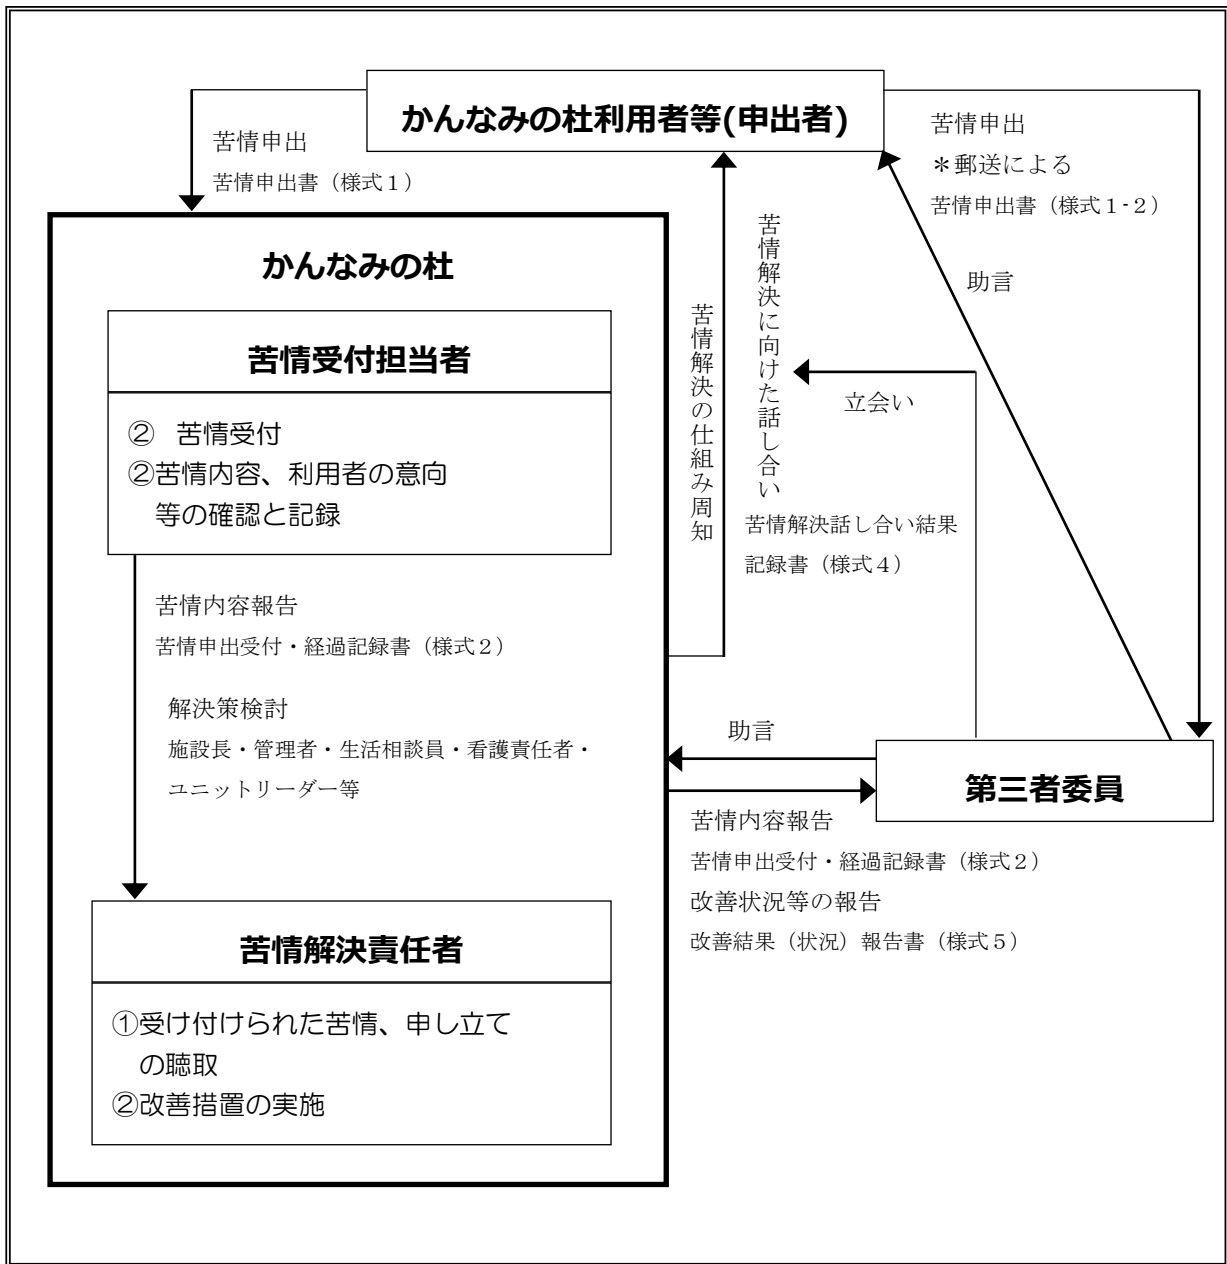 かんなみの杜利用者等(申出者)
苦情申出
苦情申出書（様式１）
苦情申出
＊郵送による
苦情申出書（様式１-２）
かんなみの杜
苦情受付担当者
②　苦情受付
②苦情内容、利用者の意向
等の確認と記録
苦情内容報告
苦情申出受付・経過記録書（様式２）
解決策検討
施設長・管理者・生活相談員・看護責任者・
ユニットリーダー等
苦情解決責任者
①受け付けられた苦情、申し立て
の聴取
②改善措置の実施
苦情解決の仕組み周知
苦情解決に向けた話し合い
苦情解決話し合い結果
記録書（様式４）
立会い
助言
助言
第三者委員
苦情内容報告
苦情申出受付・経過記録書（様式２）
改善状況等の報告
改善結果（状況）報告書（様式５）